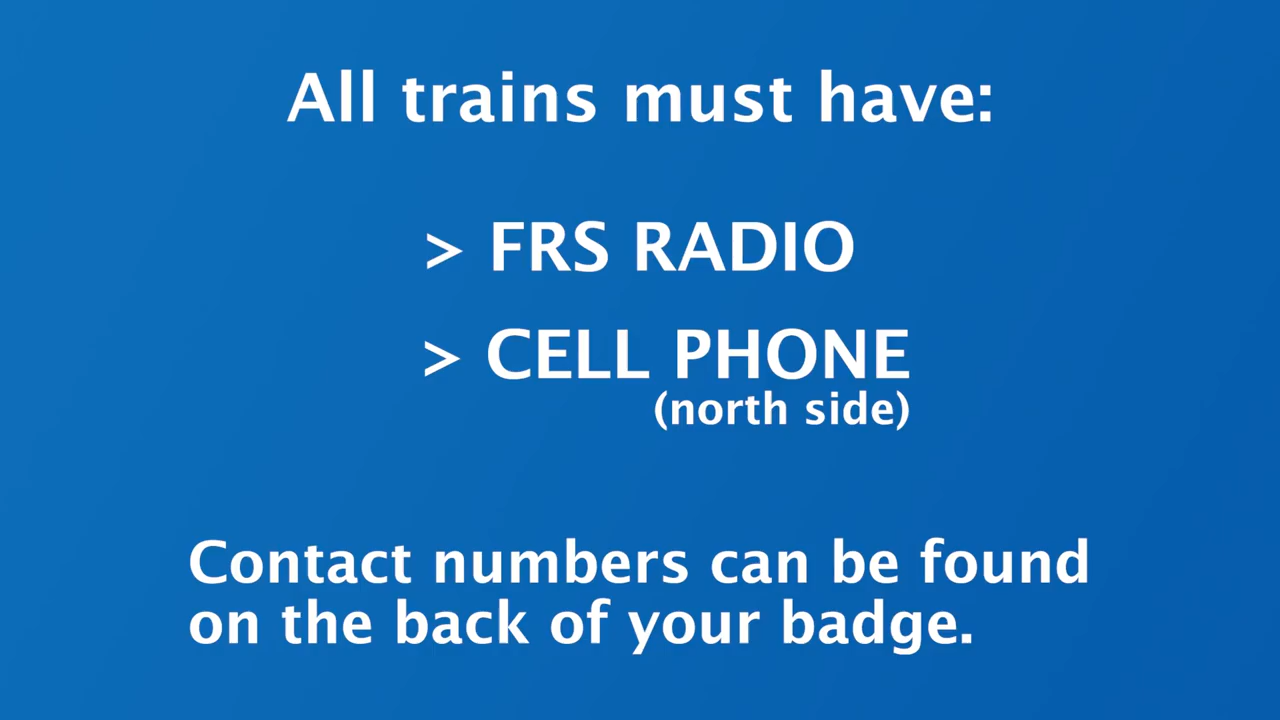 All trains must have:
> FRS RADIO
> CELL PHONE
(north side)
Contact numbers can be found
on the back of your badge.